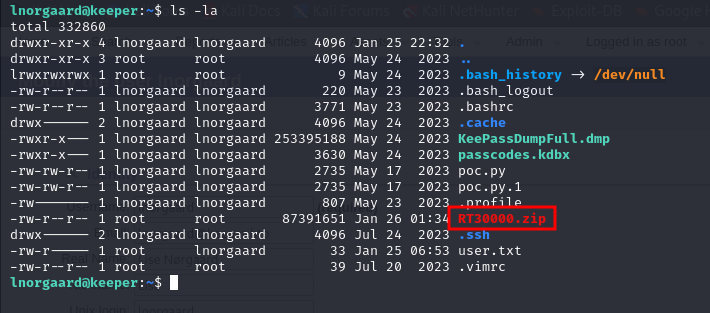 lnorgaard@keeper:~$ ls -la
total 332860
drwxr-xr-x 4 lnorgaard lnorgaard      4096 Jan 25 22:32 .
drwxr-xr-x 3 root      root           4096 May 24  2023 ..
lrwxrwxrwx 1 root      root              9 May 24  2023 .bash_history -> /dev/null
-rw-r--r-- 1 lnorgaard lnorgaard       220 May 23  2023 .bash_logout
-rw-r--r-- 1 lnorgaard lnorgaard      3771 May 23  2023 .bashrc
drwx------ 2 lnorgaard lnorgaard      4096 May 24  2023 .cache
-rwxr-x--- 1 lnorgaard lnorgaard 253395188 May 24  2023 KeePassDumpFull.dmp
-rwxr-x--- 1 lnorgaard lnorgaard      3630 May 24  2023 passcodes.kdbx
-rw-rw-r-- 1 lnorgaard lnorgaard      2735 May 17  2023 poc.py
-rw-rw-r-- 1 lnorgaard lnorgaard      2735 May 17  2023 poc.py.1
-rw------- 1 lnorgaard lnorgaard       807 May 23  2023 .profile
-rw-r--r-- 1 root      root       87391651 Jan 26 01:34 RT30000.zip
drwx------ 2 lnorgaard lnorgaard      4096 Jul 24  2023 .ssh
-rw-r----- 1 root      lnorgaard        33 Jan 25 06:53 user.txt
-rw-r--r-- 1 root      root             39 Jul 20  2023 .vimrc
lnorgaard@keeper:~$